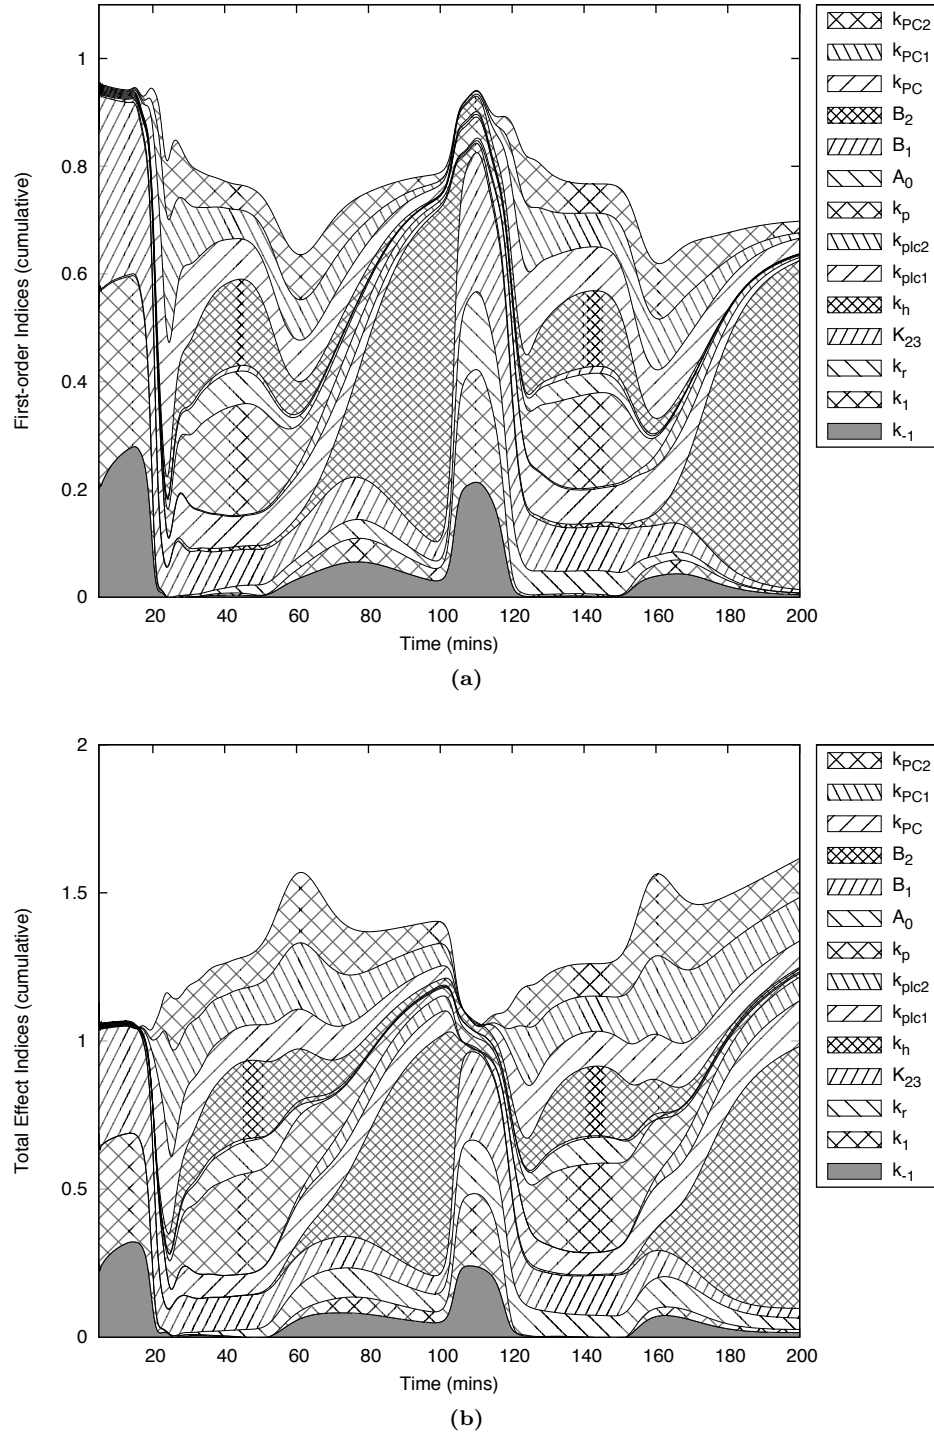 First-order Indices (cumulative)
1
0.8
0.6
0.4
0.2
0
20 40 60 80 100 120 140 160 180 200
Time (mins)
k_PC2
k_PC1
k_PC
B_2
B_1
A_0
k_p
k_plc2
k_plc1
k_h
K_23
k_r
k_1
k_-1
(a)
Total Effect Indices (cumulative)
2
1.5
1
0.5
0
20 40 60 80 100 120 140 160 180 200
Time (mins)
k_PC2
k_PC1
k_PC
B_2
B_1
A_0
k_p
k_plc2
k_plc1
k_h
K_23
k_r
k_1
k_-1
(b)